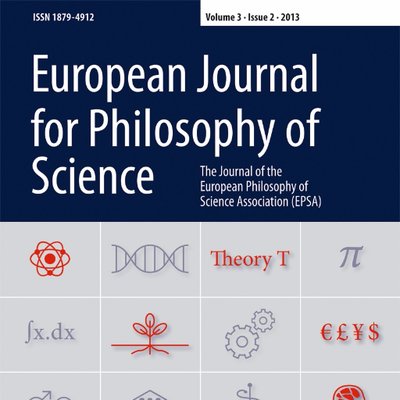 ISSN 1879-4912
Volume 3 · Issue 2 · 2013
European Journal
for Philosophy of
Science
The Journal of the
European Philosophy of
Science Association (EPSA)
Theory T
π
∫x.dx
€ £ ¥ $